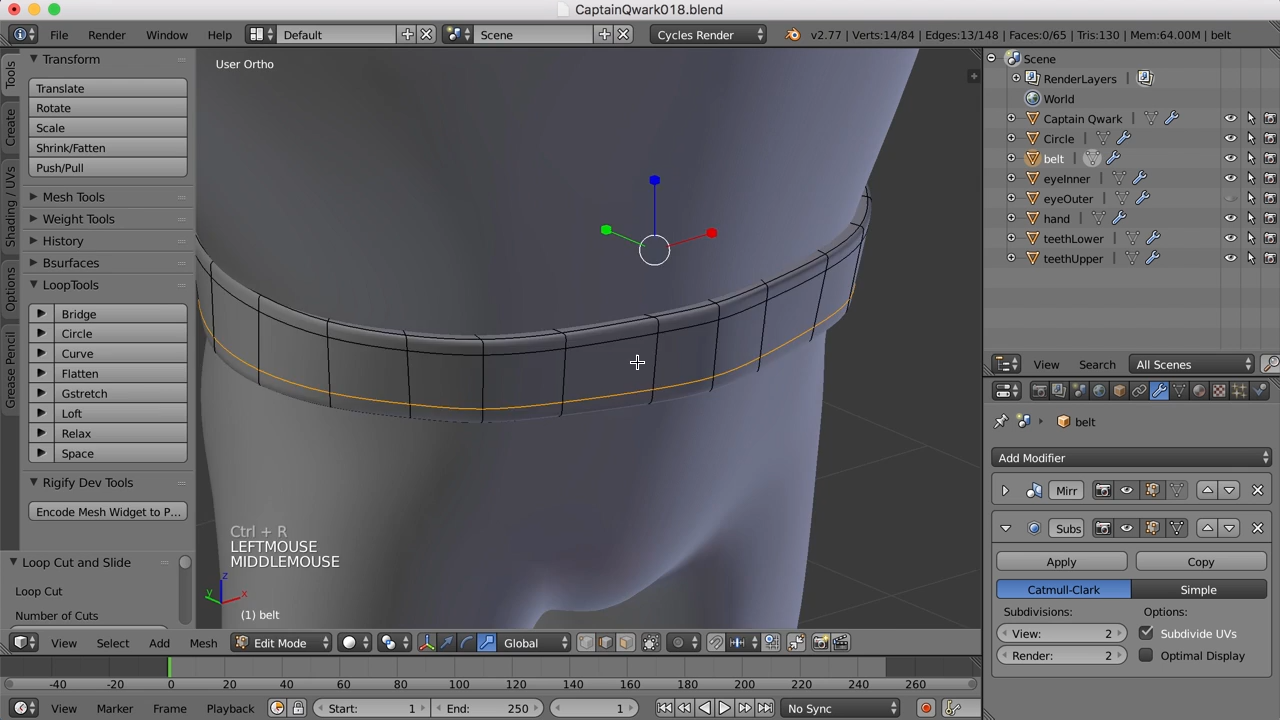 CaptainQwark018.blend
File Render Window Help Default Scene Cycles Render v2.77 | Verts:14/84 | Edges:13/148 | Faces:0/65 | Tris:130 | Mem:64.00M | belt
Tools
Create
Shading / UVs
Options
Grease Pencil
Transform
Translate
Rotate
Scale
Shrink/Fatten
Push/Pull
Mesh Tools
Weight Tools
History
Bsurfaces
LoopTools
Bridge
Circle
Curve
Flatten
Gstretch
Loft
Relax
Space
Rigify Dev Tools
Encode Mesh Widget to P...
Loop Cut and Slide
Loop Cut
Number of Cuts
User Ortho
Ctrl + R
LEFTMOUSE
MIDDLEMOUSE
z
y
x
(1) belt
View Select Add Mesh Edit Mode Global
-40 -20 0 20 40 60 80 100 120 140 160 180 200 220 240 260
View Marker Frame Playback Start: 1 End: 250 1 No Sync
Scene
RenderLayers
World
Captain Qwark
Circle
belt
eyeInner
eyeOuter
hand
teethLower
teethUpper
View Search All Scenes
belt
Add Modifier
Mirr
Subs
Apply Copy
Catmull-Clark Simple
Subdivisions: Options:
View: 2 Subdivide UVs
Render: 2 Optimal Display